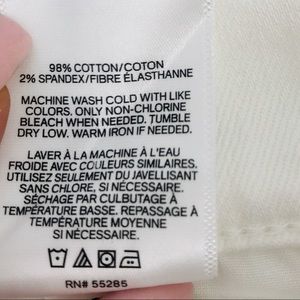 98% COTTON/COTON
2% SPANDEX/FIBRE ÉLASTHANNE
MACHINE WASH COLD WITH LIKE
COLORS. ONLY NON-CHLORINE
BLEACH WHEN NEEDED. TUMBLE
DRY LOW. WARM IRON IF NEEDED.
LAVER À LA MACHINE À L'EAU
FROIDE AVEC COULEURS SIMILAIRES.
UTILISEZ SEULEMENT DU JAVELLISANT
SANS CHLORE, SI NÉCESSAIRE.
SÉCHAGE PAR CULBUTAGE À
TEMPÉRATURE BASSE. REPASSAGE À
TEMPÉRATURE MOYENNE
SI NÉCESSAIRE.
RN# 55285